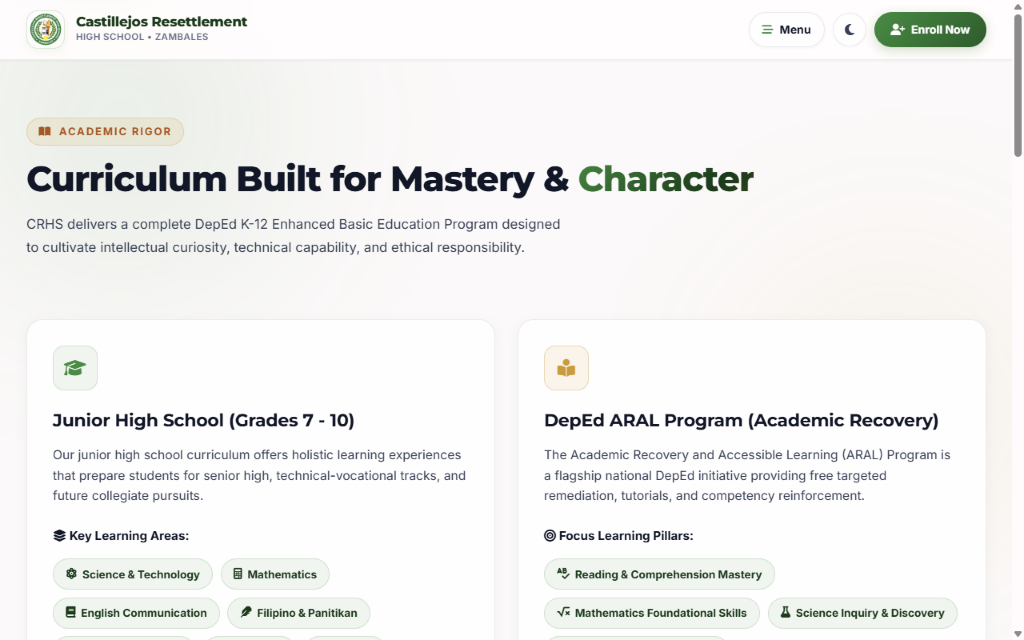 Castillejos Resettlement
HIGH SCHOOL • ZAMBALES
Menu
Enroll Now
ACADEMIC RIGOR
Curriculum Built for Mastery & Character
CRHS delivers a complete DepEd K-12 Enhanced Basic Education Program designed
to cultivate intellectual curiosity, technical capability, and ethical responsibility.
Junior High School (Grades 7 - 10)
Our junior high school curriculum offers holistic learning experiences
that prepare students for senior high, technical-vocational tracks, and
future collegiate pursuits.
Key Learning Areas:
Science & Technology
Mathematics
English Communication
Filipino & Panitikan
DepEd ARAL Program (Academic Recovery)
The Academic Recovery and Accessible Learning (ARAL) Program is
a flagship national DepEd initiative providing free targeted
remediation, tutorials, and competency reinforcement.
Focus Learning Pillars:
Reading & Comprehension Mastery
Mathematics Foundational Skills
Science Inquiry & Discovery